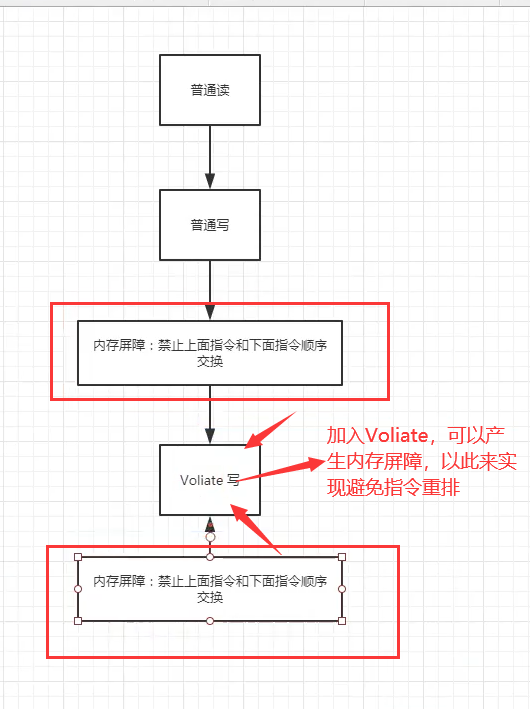 普通读
普通写
内存屏障：禁止上面指令和下面指令顺序
交换
加入Voliate，可以产
生内存屏障，以此来实
现避免指令重排
Voliate 写
内存屏障：禁止上面指令和下面指令顺序
交换